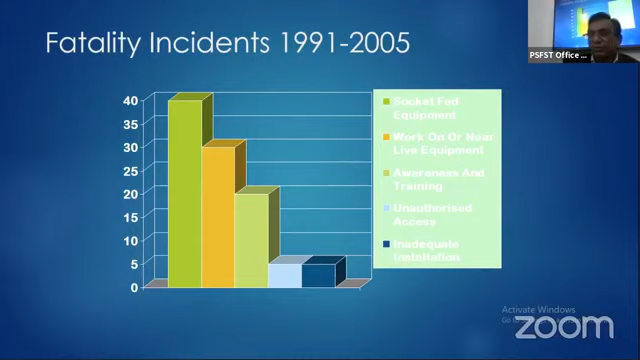 Fatality Incidents 1991-2005
PSFST Office ...
40
35
30
25
20
15
10
5
0
Socket Fed
Equipment
Work On Or Near
Live Equipment
Awareness And
Training
Unauthorised
Access
Inadequate
Installation
Activate Windows
zoom